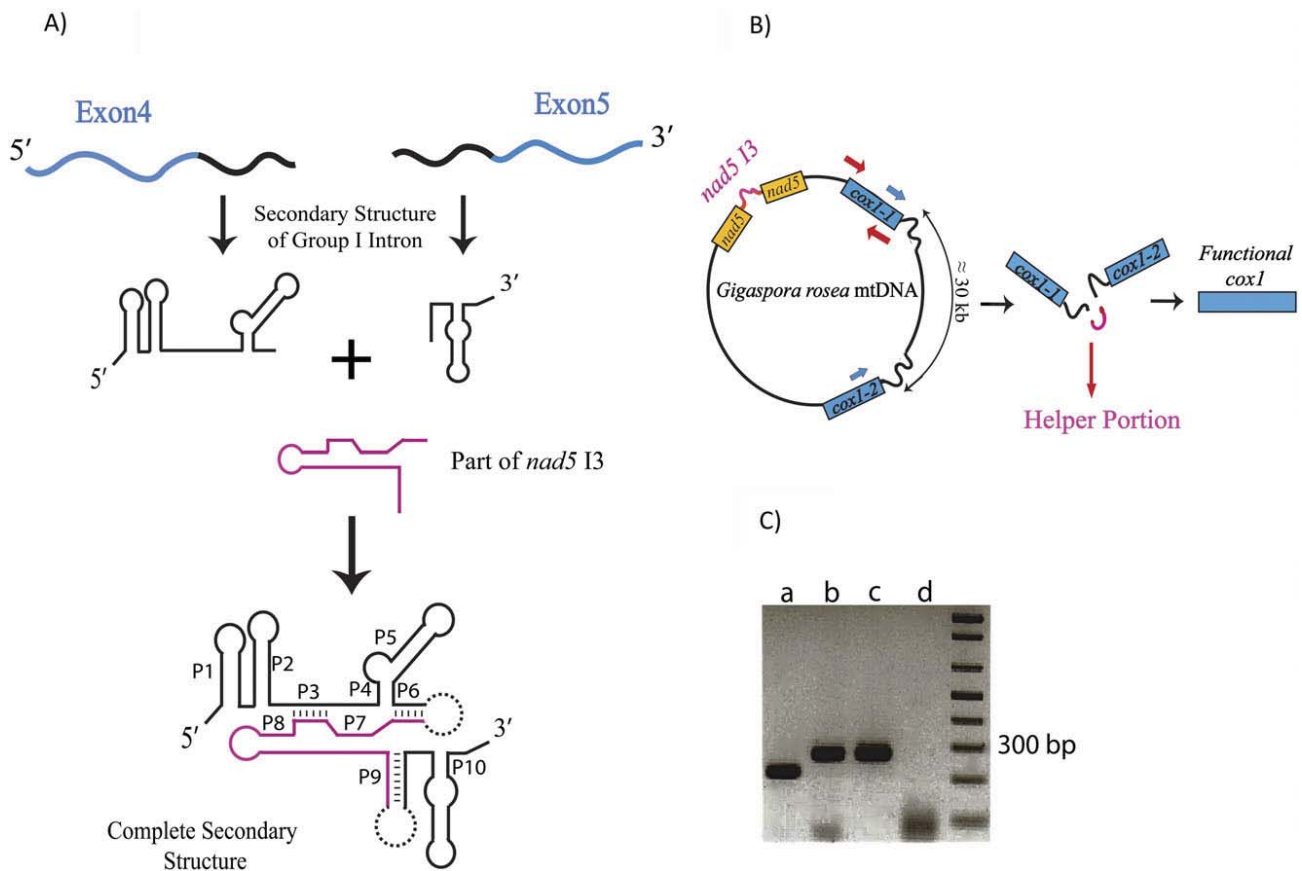 A)
Exon4
Exon5
5′
3′
Secondary Structure
of Group I Intron
3′
5′
Part of nad5 I3
P5
P1
P2
P3
P4
P6
P8
P7
5′
3′
P9
P10
Complete Secondary
Structure
B)
nad5 I3
nad5
nad5
cox1-1
Gigaspora rosea mtDNA
≈ 30 kb
cox1-2
cox1-1
cox1-2
Functional
cox1
Helper Portion
C)
a b c d
300 bp